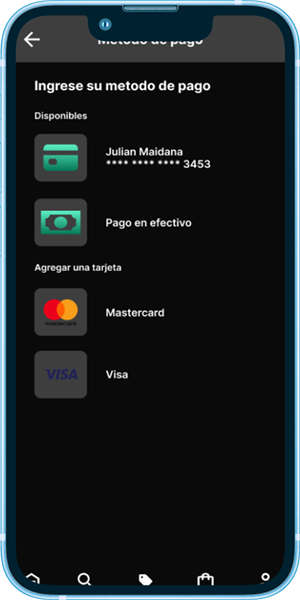 Metodo de pago
Ingrese su metodo de pago
Disponibles
Julian Maidana
**** **** **** 3453
Pago en efectivo
Agregar una tarjeta
mastercard
Mastercard
VISA
Visa